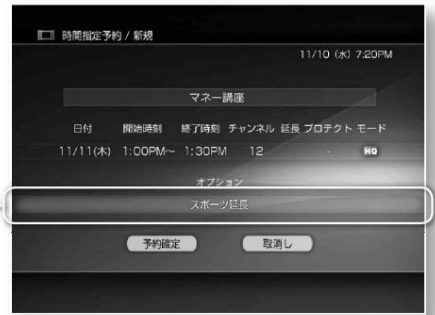 時間指定予約 / 新規
11/10 (水) 7:20PM
マネー講座
日付 開始時刻 終了時刻 チャンネル 延長 プロテクト モード
11/11(木) 1:00PM～ 1:30PM 12 - HQ
オプション
スポーツ延長
予約確定 取消し